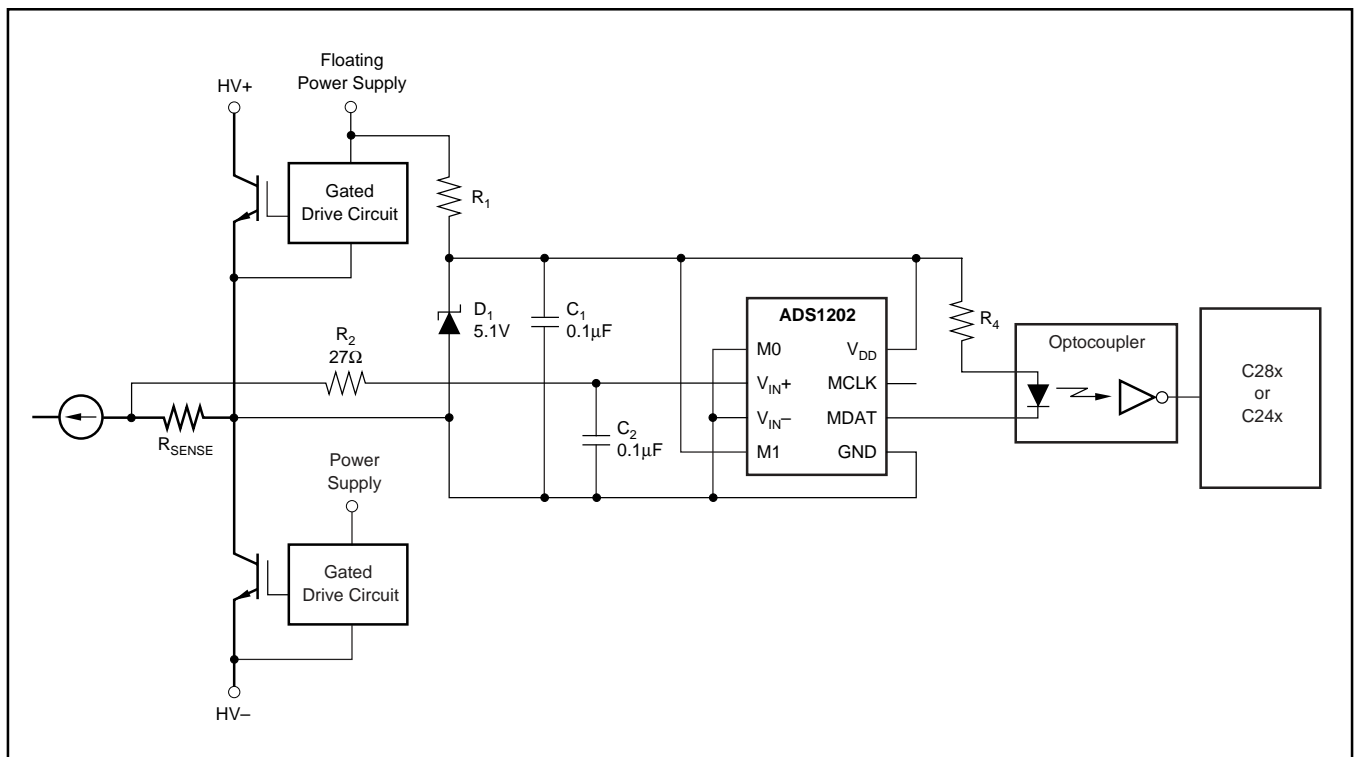 Floating
Power Supply
HV+
Gated
Drive Circuit
R1
D1
5.1V
C1
0.1μF
R2
27Ω
RSENSE
C2
0.1μF
ADS1202
M0
VIN+
VIN–
M1
VDD
MCLK
MDAT
GND
R4
Optocoupler
C28x
or
C24x
Power
Supply
Gated
Drive Circuit
HV–